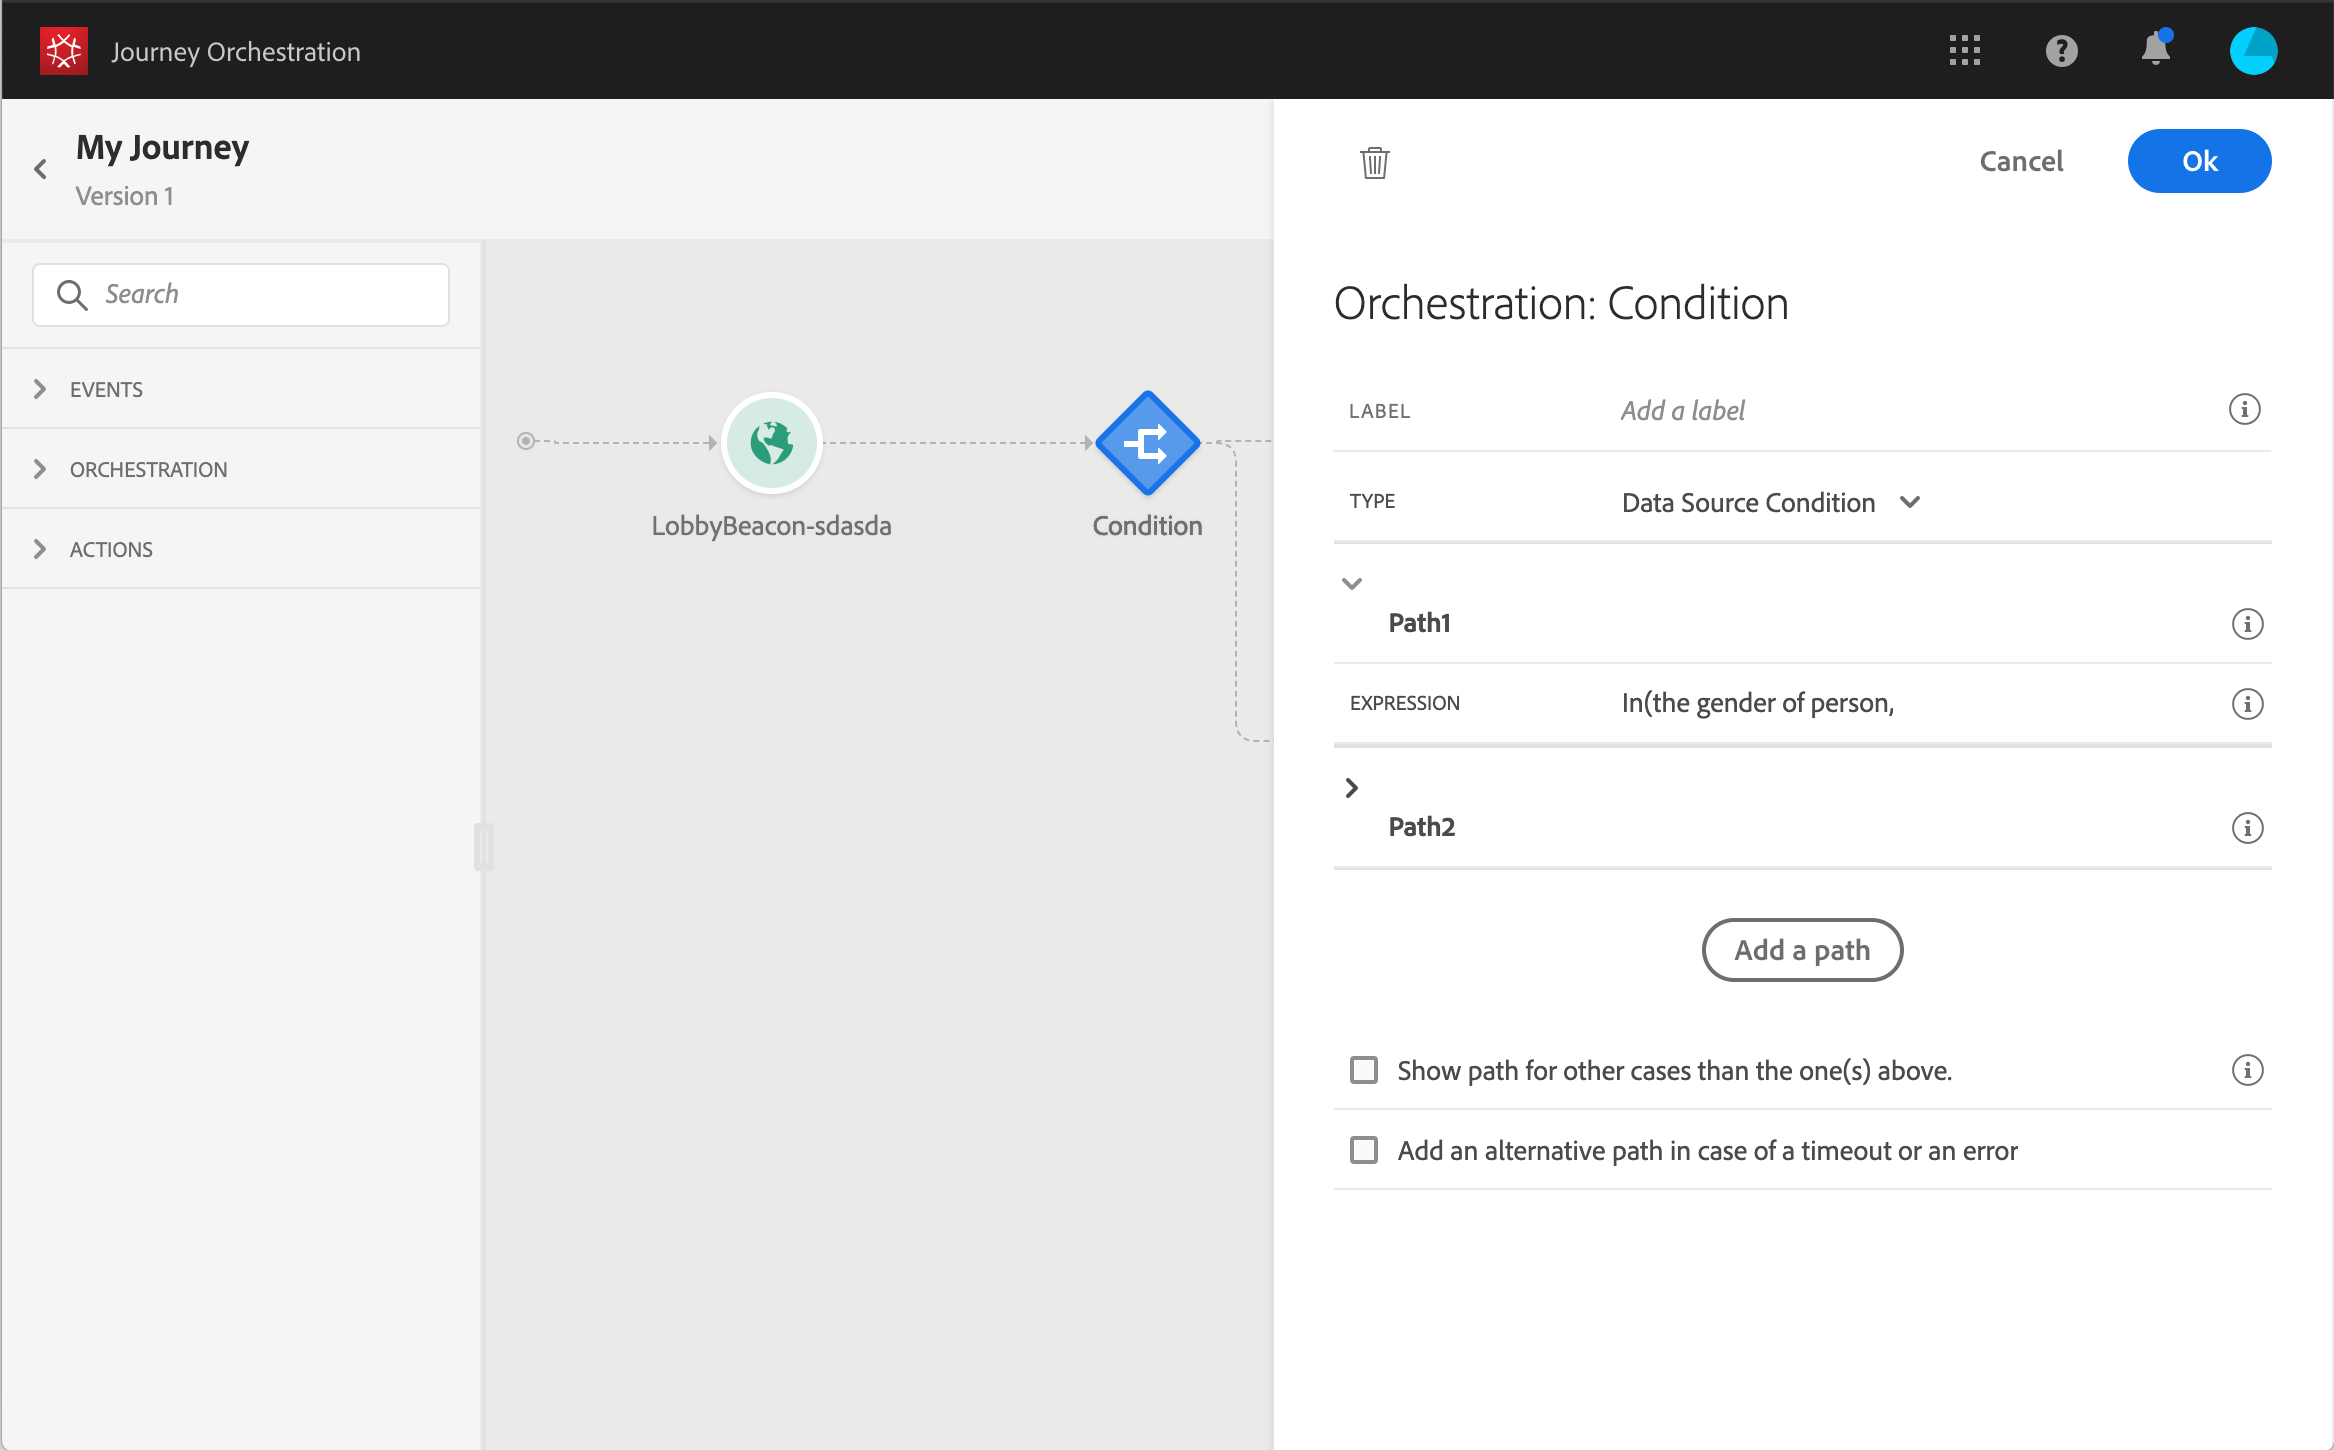 Journey Orchestration
My Journey
Version 1
Cancel
Ok
Search
EVENTS
ORCHESTRATION
ACTIONS
LobbyBeacon-sdasda
Condition
Orchestration: Condition
LABEL
Add a label
TYPE
Data Source Condition
Path1
EXPRESSION
In(the gender of person,
Path2
Add a path
Show path for other cases than the one(s) above.
Add an alternative path in case of a timeout or an error